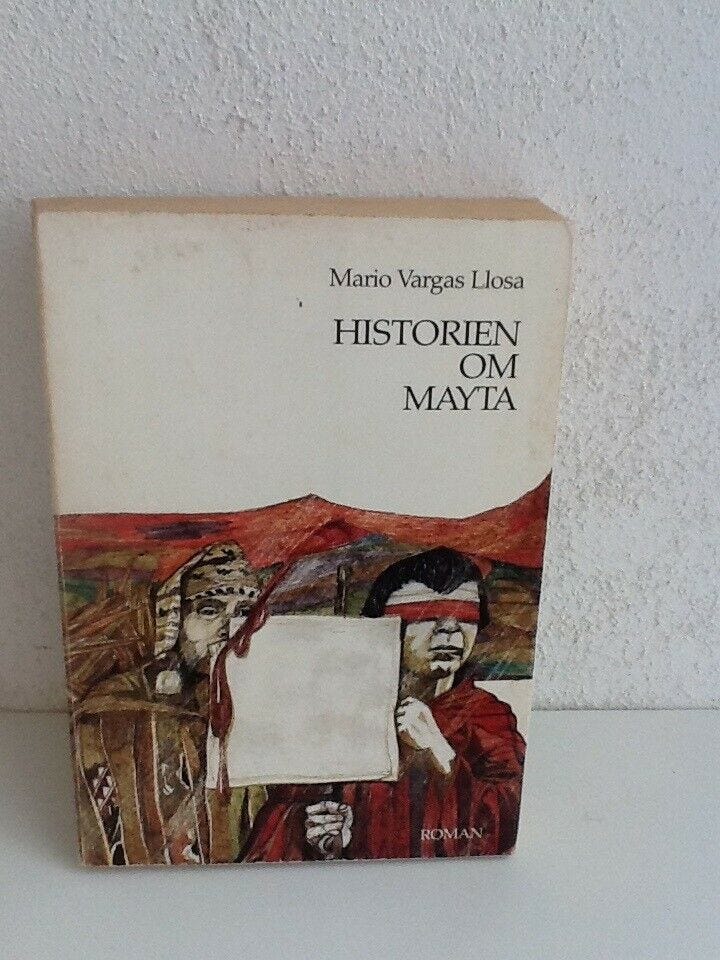 Mario Vargas Llosa
HISTORIEN
OM
MAYTA
ROMAN